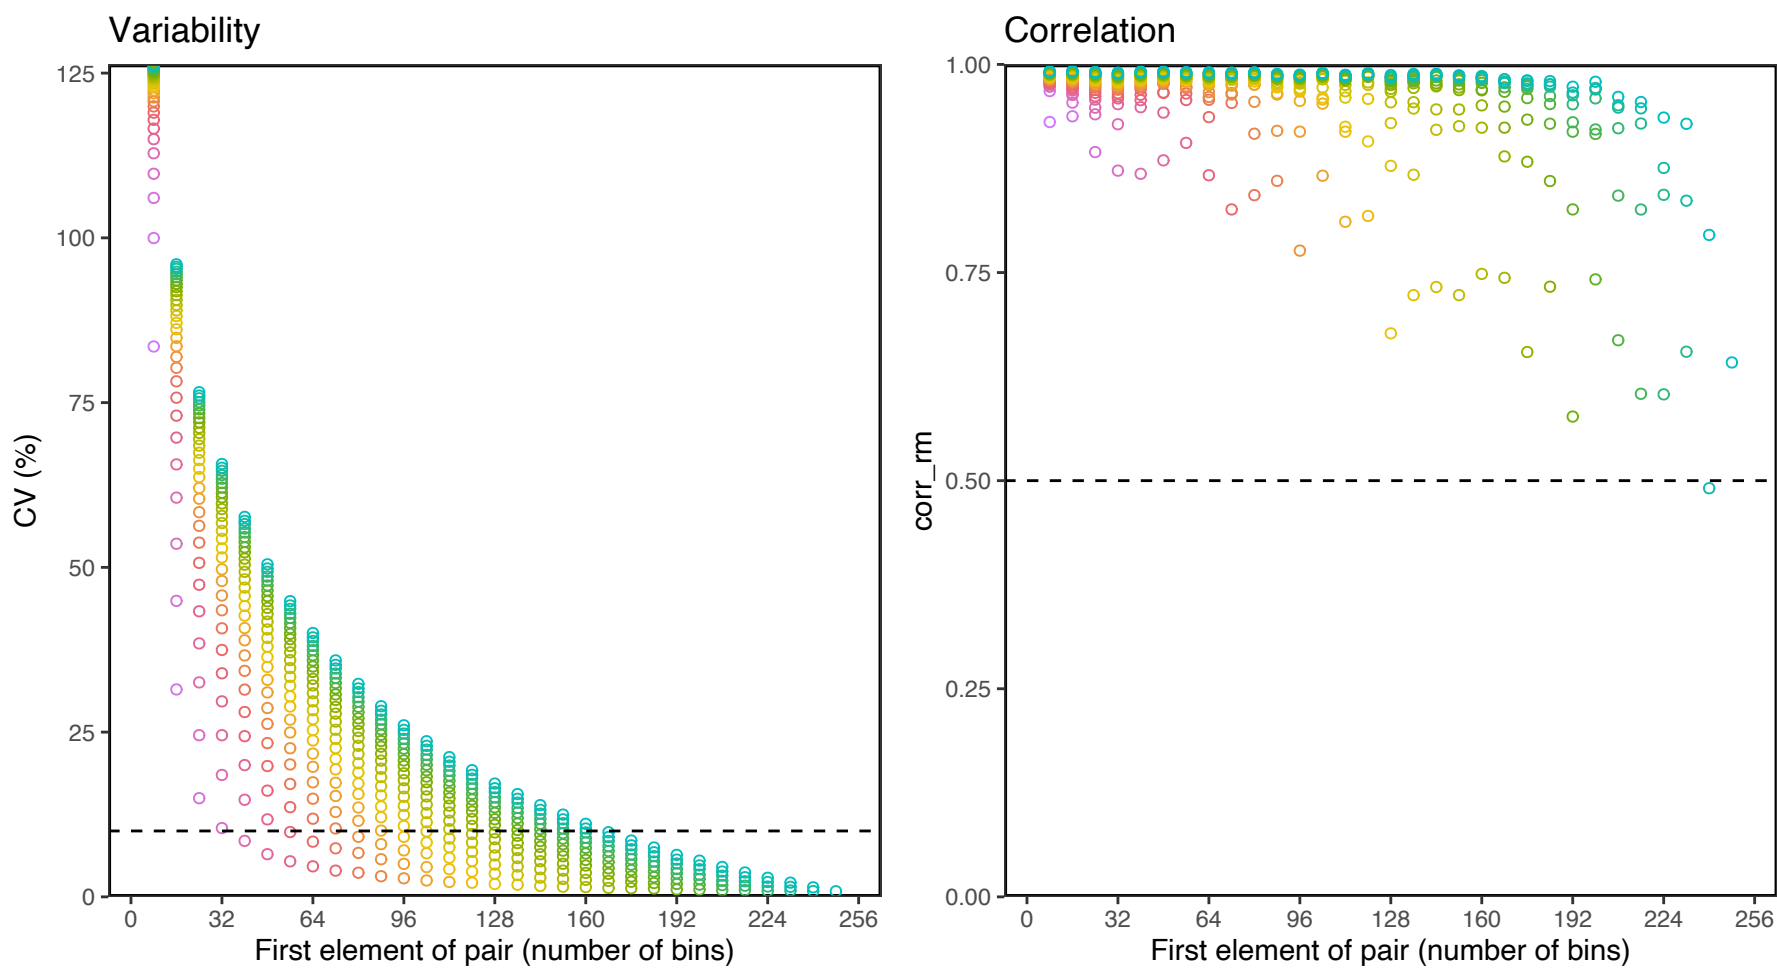 Variability
CV (%)
125
100
75
50
25
0
0 32 64 96 128 160 192 224 256
First element of pair (number of bins)
Correlation
corr_rm
1.00
0.75
0.50
0.25
0.00
0 32 64 96 128 160 192 224 256
First element of pair (number of bins)